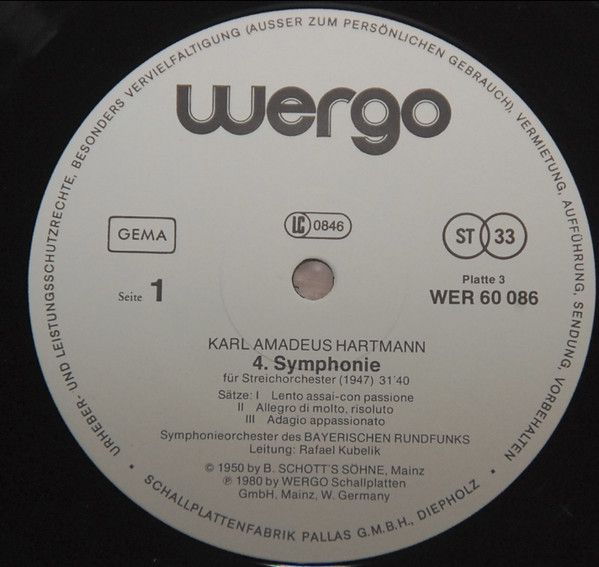 URHEBER- UND LEISTUNGSSCHUTZRECHTE, BESONDERS VERVIELFÄLTIGUNG (AUSSER ZUM PERSÖNLICHEN GEBRAUCH), VERMIETUNG, AUFFÜHRUNG, SENDUNG, VORBEHALTEN
wergo
GEMA
LC 0846
ST 33
Seite 1
Platte 3
WER 60 086
KARL AMADEUS HARTMANN
4. Symphonie
für Streichorchester (1947) 31'40
Sätze: I Lento assai-con passione
II Allegro di molto, risoluto
III Adagio appassionato
Symphonieorchester des BAYERISCHEN RUNDFUNKS
Leitung: Rafael Kubelik
© 1950 by B. SCHOTT'S SÖHNE, Mainz
℗ 1980 by WERGO Schallplatten
GmbH, Mainz, W. Germany
• SCHALLPLATTENFABRIK PALLAS G.M.B.H., DIEPHOLZ •